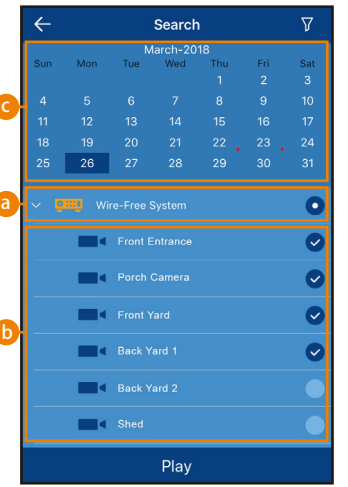 Search
March-2018
Sun Mon Tue Wed Thu Fri Sat
1 2 3
4 5 6 7 8 9 10
11 12 13 14 15 16 17
18 19 20 21 22 23 24
25 26 27 28 29 30 31
c
a Wire-Free System
Front Entrance
Porch Camera
Front Yard
b
Back Yard 1
Back Yard 2
Shed
Play